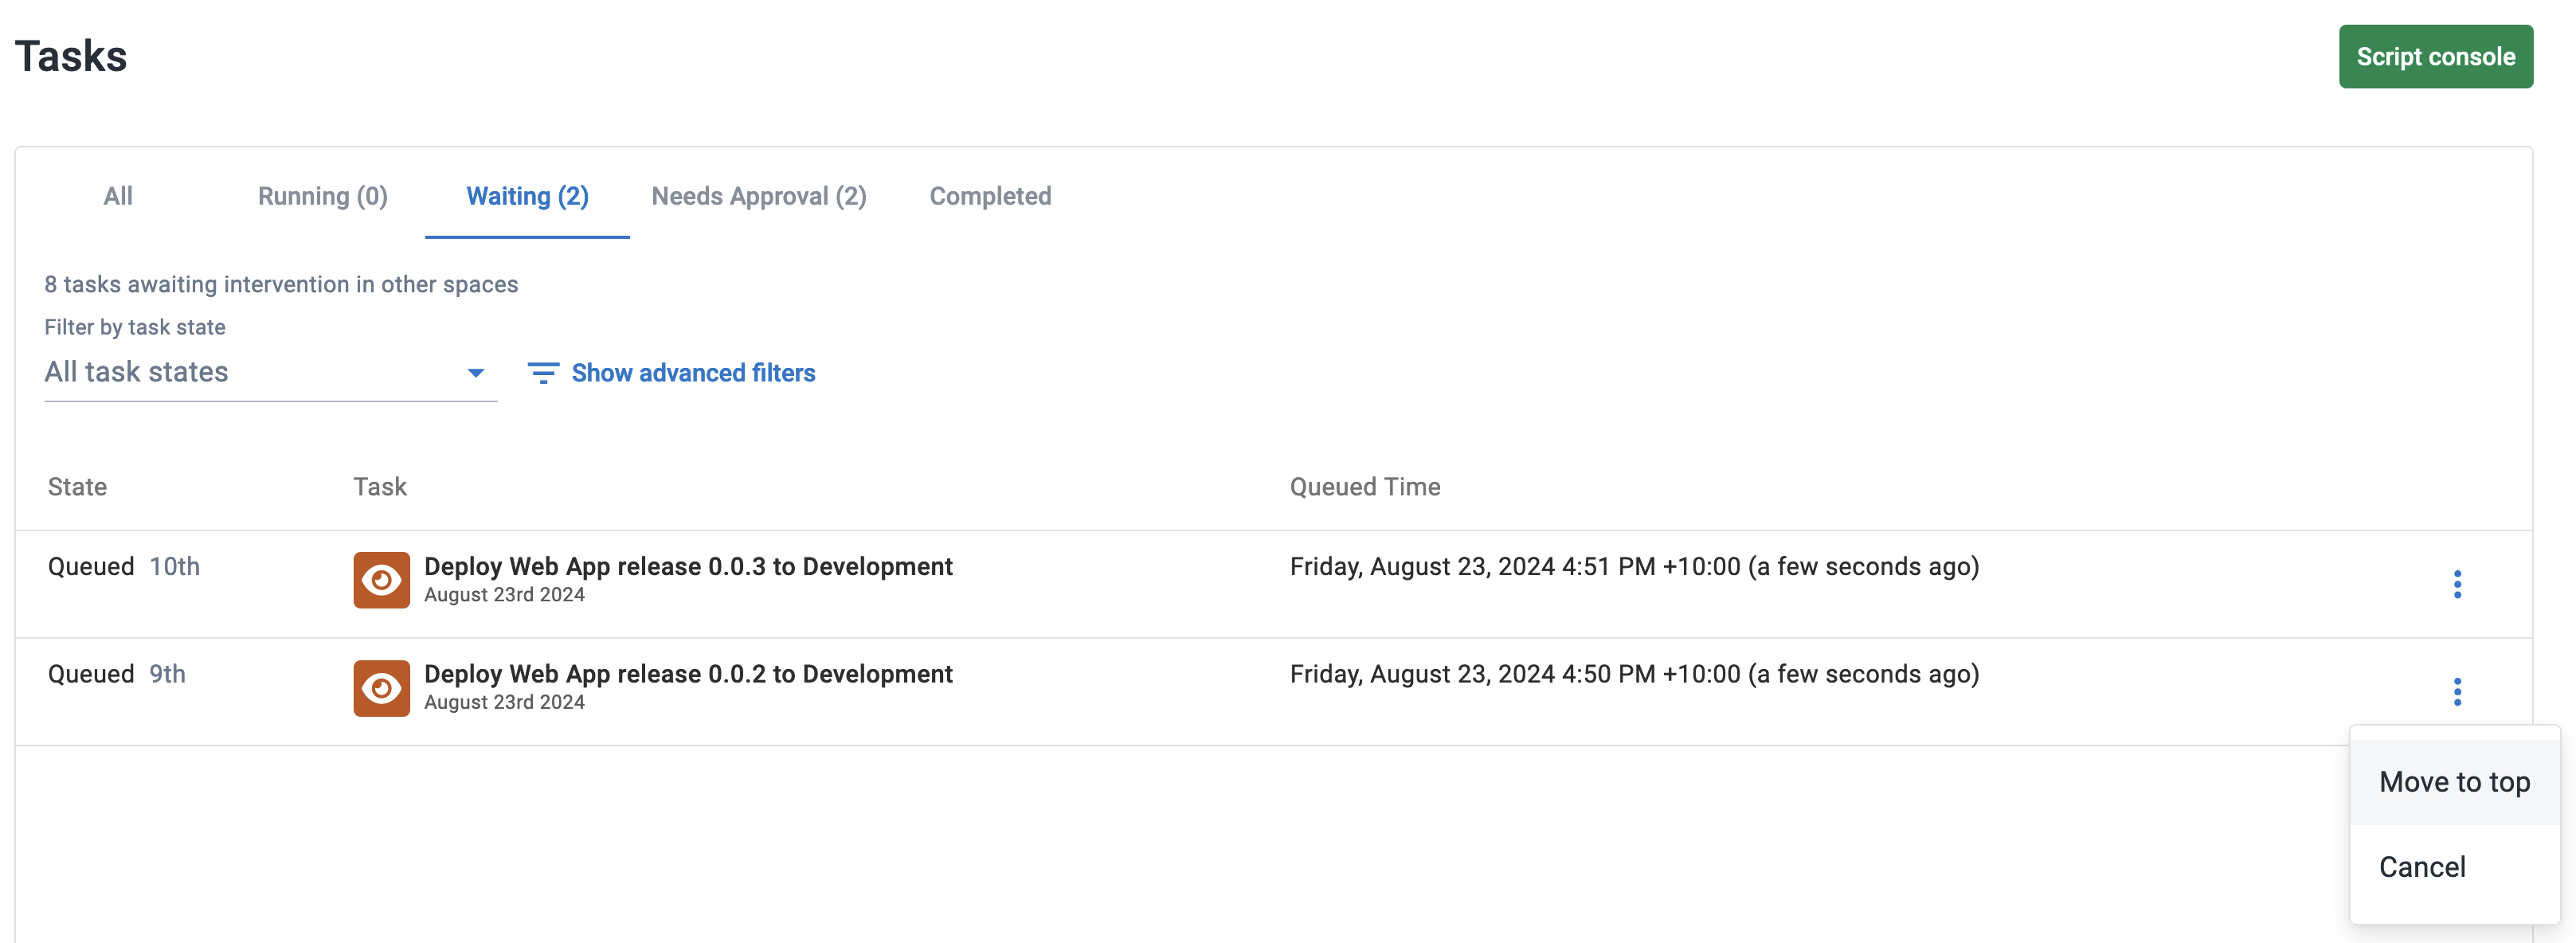 Tasks
Script console
All Running (0) Waiting (2) Needs Approval (2) Completed
8 tasks awaiting intervention in other spaces
Filter by task state
All task states Show advanced filters
State Task Queued Time
Queued 10th Deploy Web App release 0.0.3 to Development Friday, August 23, 2024 4:51 PM +10:00 (a few seconds ago)
August 23rd 2024
Queued 9th Deploy Web App release 0.0.2 to Development Friday, August 23, 2024 4:50 PM +10:00 (a few seconds ago)
August 23rd 2024
Move to top
Cancel